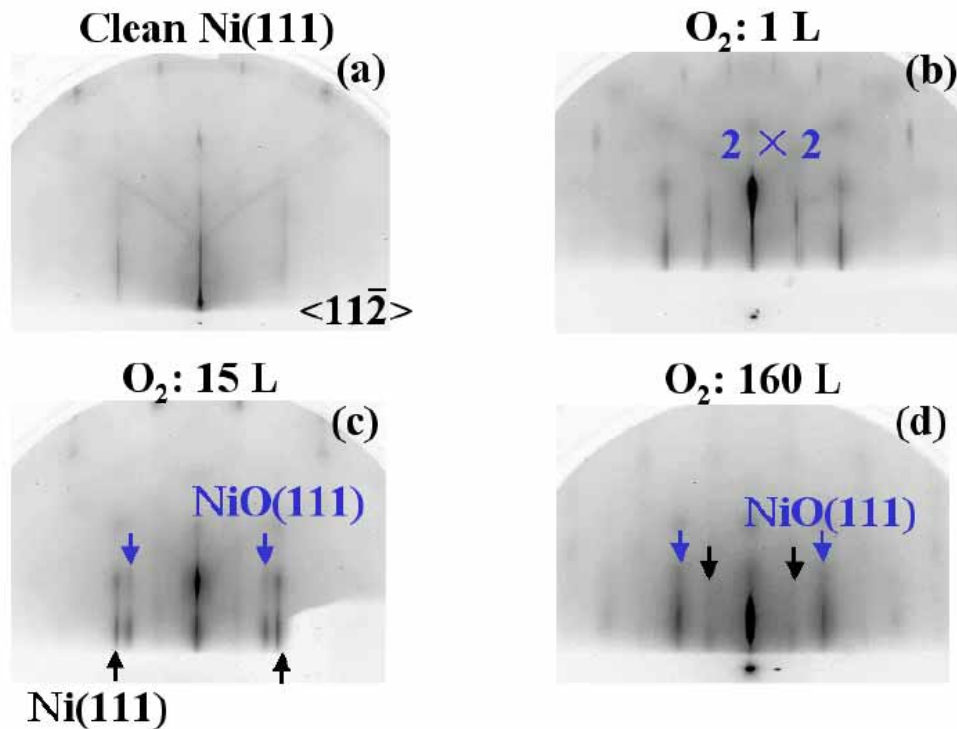 Clean Ni(111)
(a)
<112̅>
O₂: 1 L
(b)
2 × 2
O₂: 15 L
(c)
NiO(111)
Ni(111)
O₂: 160 L
(d)
NiO(111)